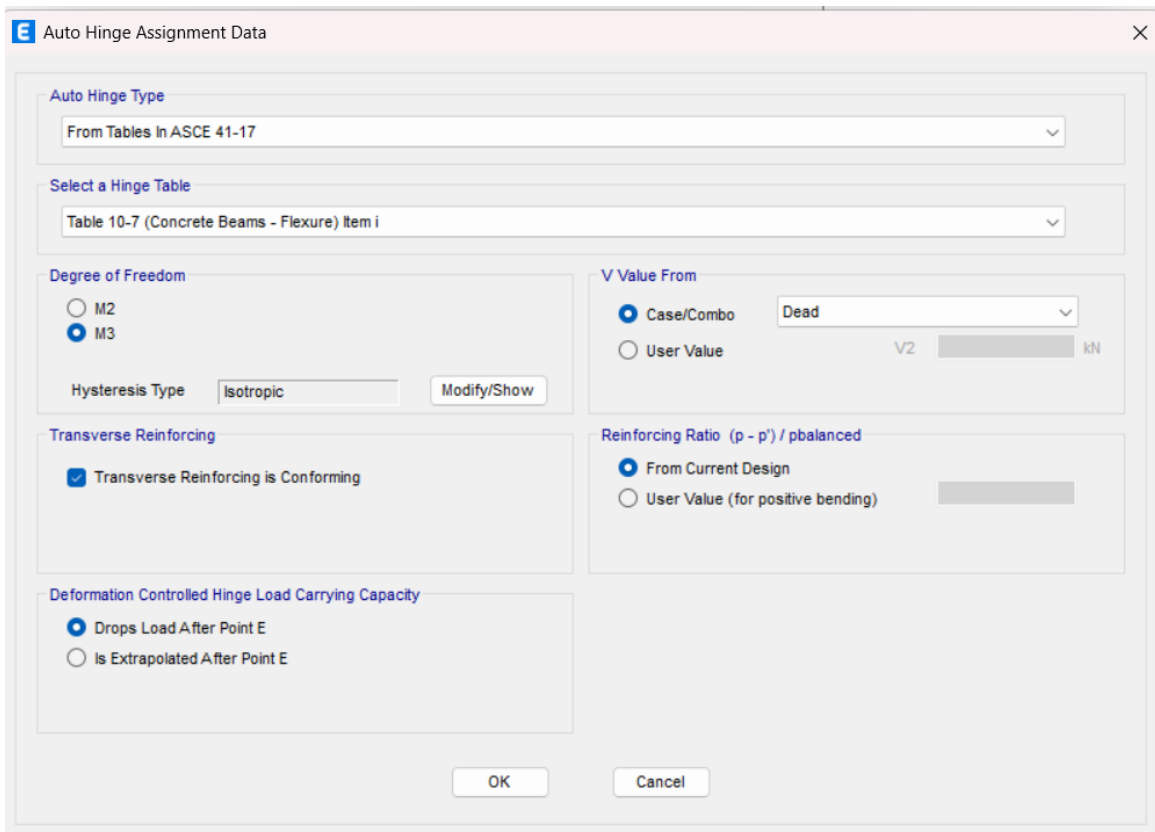 E Auto Hinge Assignment Data
Auto Hinge Type
From Tables In ASCE 41-17
Select a Hinge Table
Table 10-7 (Concrete Beams - Flexure) Item i
Degree of Freedom
M2
M3
Hysteresis Type Isotropic Modify/Show
V Value From
Case/Combo Dead
User Value V2 kN
Transverse Reinforcing
Transverse Reinforcing is Conforming
Reinforcing Ratio (p - p') / pbalanced
From Current Design
User Value (for positive bending)
Deformation Controlled Hinge Load Carrying Capacity
Drops Load After Point E
Is Extrapolated After Point E
OK Cancel